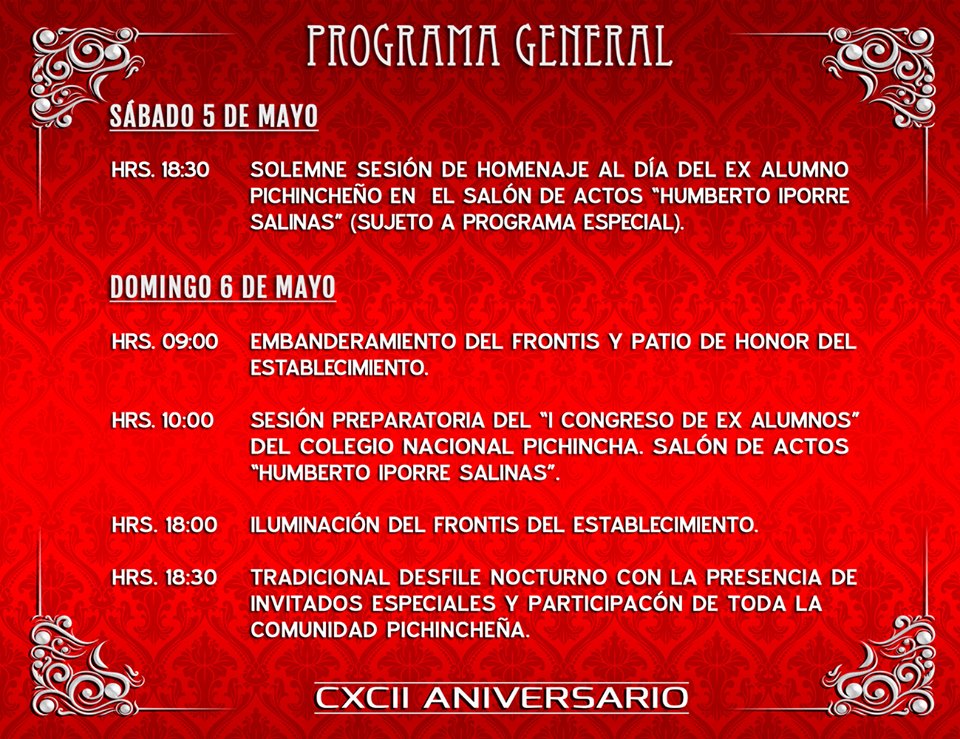 PROGRAMA GENERAL
SÁBADO 5 DE MAYO
HRS. 18:30 SOLEMNE SESIÓN DE HOMENAJE AL DÍA DEL EX ALUMNO
PICHINCHEÑO EN EL SALÓN DE ACTOS "HUMBERTO IPORRE
SALINAS" (SUJETO A PROGRAMA ESPECIAL).
DOMINGO 6 DE MAYO
HRS. 09:00 EMBANDERAMIENTO DEL FRONTIS Y PATIO DE HONOR DEL
ESTABLECIMIENTO.
HRS. 10:00 SESIÓN PREPARATORIA DEL "I CONGRESO DE EX ALUMNOS"
DEL COLEGIO NACIONAL PICHINCHA. SALÓN DE ACTOS
"HUMBERTO IPORRE SALINAS".
HRS. 18:00 ILUMINACIÓN DEL FRONTIS DEL ESTABLECIMIENTO.
HRS. 18:30 TRADICIONAL DESFILE NOCTURNO CON LA PRESENCIA DE
INVITADOS ESPECIALES Y PARTICIPACÓN DE TODA LA
COMUNIDAD PICHINCHEÑA.
CXCII ANIVERSARIO